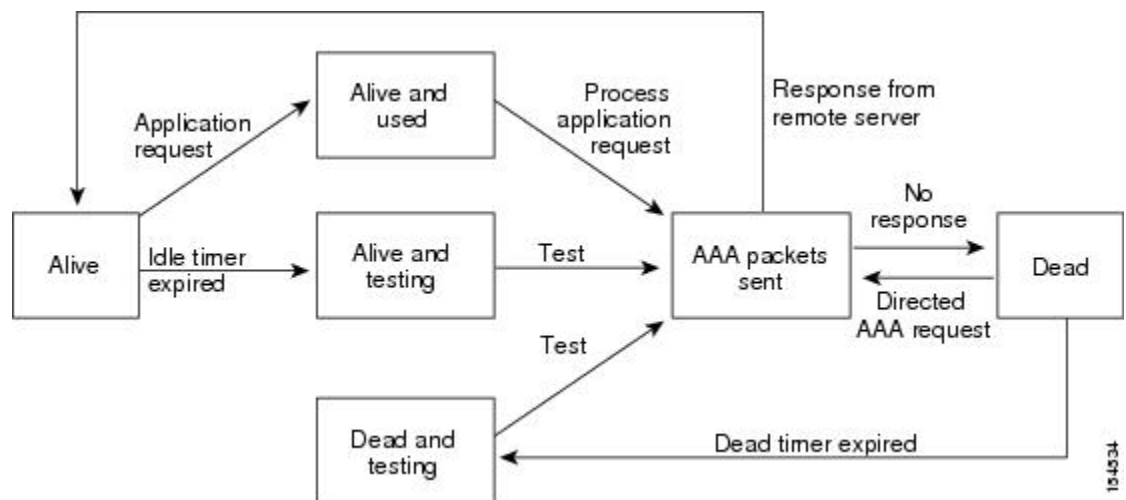 Alive and
used
Application
request
Process
application
request
Response from
remote server
Alive
Idle timer
expired
Alive and
testing
Test
AAA packets
sent
No
response
Dead
Directed
AAA request
Test
Dead and
testing
Dead timer expired
154534